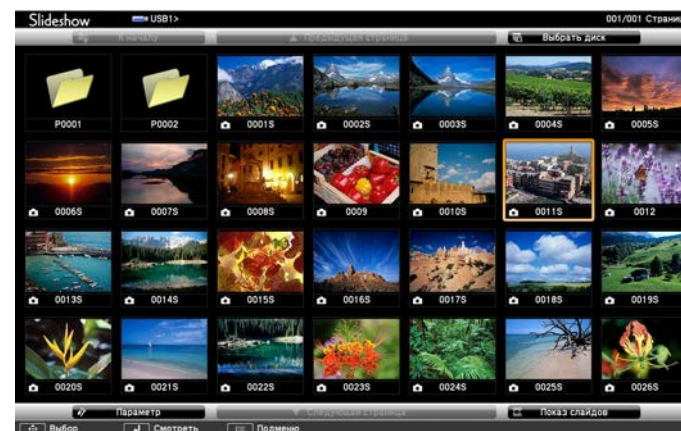 Slideshow USB1> 001/001
К началу Предыдущая страница Выбрать диск
P0001 P0002 0001S 0002S 0003S 0004S 0005S
0006S 0007S 0008S 0009 0010S 0011S 0012
0013S 0014S 0015S 0016S 0017S 0018S 0019S
0020S 0021S 0022S 0023S 0024S 0025S 0026S
Параметр Следующая страница Показ слайдов
Выбор Смотреть Подменю